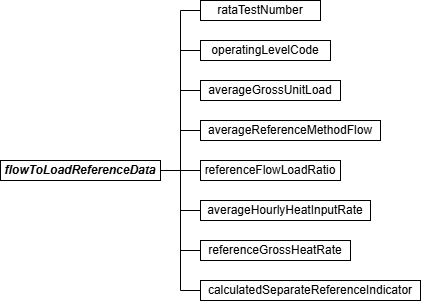 rataTestNumber
operatingLevelCode
averageGrossUnitLoad
averageReferenceMethodFlow
flowToLoadReferenceData
referenceFlowLoadRatio
averageHourlyHeatInputRate
referenceGrossHeatRate
calculatedSeparateReferenceIndicator